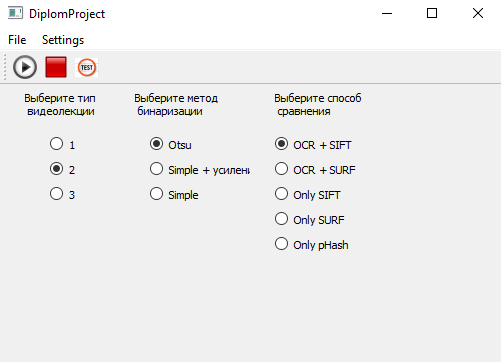 DiplomProject
File Settings
TEST
Выберите тип
видеолекции
1
2
3
Выберите метод
бинаризации
Otsu
Simple + усилени
Simple
Выберите способ
сравнения
OCR + SIFT
OCR + SURF
Only SIFT
Only SURF
Only pHash